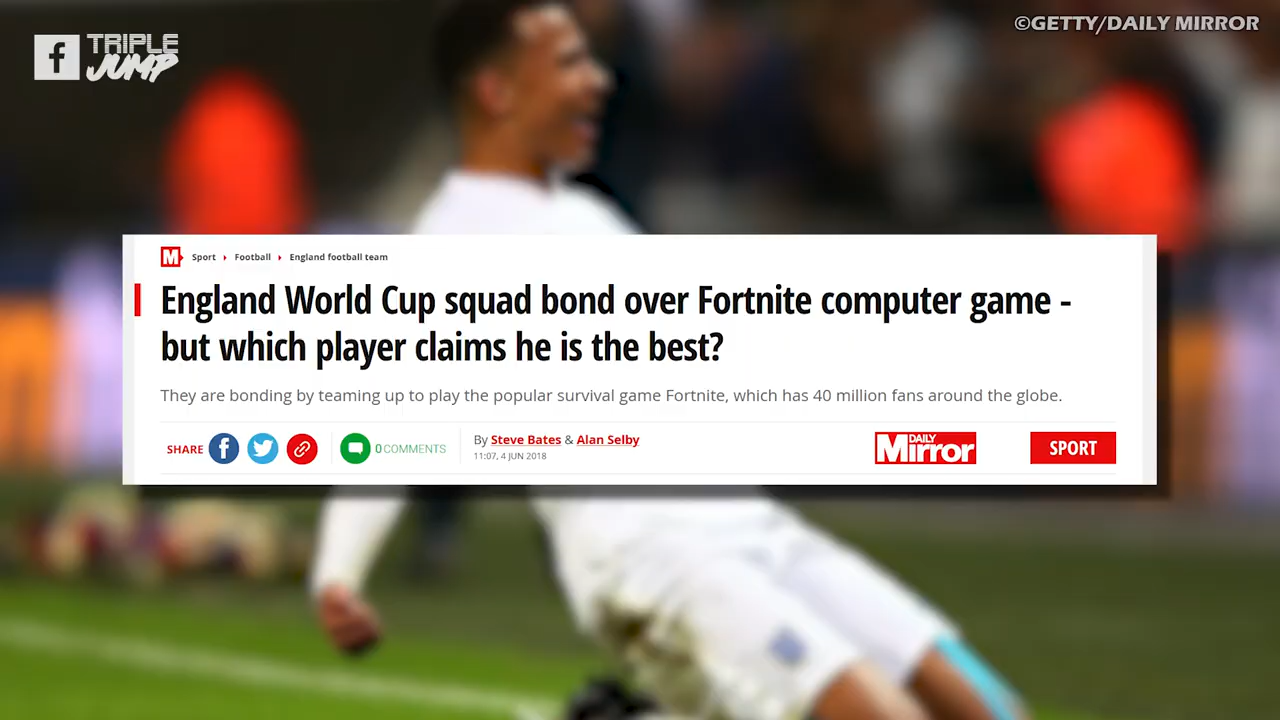 ©GETTY/DAILY MIRROR
f TRIPLE
JUMP
M Sport Football England football team
England World Cup squad bond over Fortnite computer game -
but which player claims he is the best?
They are bonding by teaming up to play the popular survival game Fortnite, which has 40 million fans around the globe.
SHARE 0 COMMENTS By Steve Bates & Alan Selby
11:07, 4 JUN 2018
DAILY
Mirror
SPORT